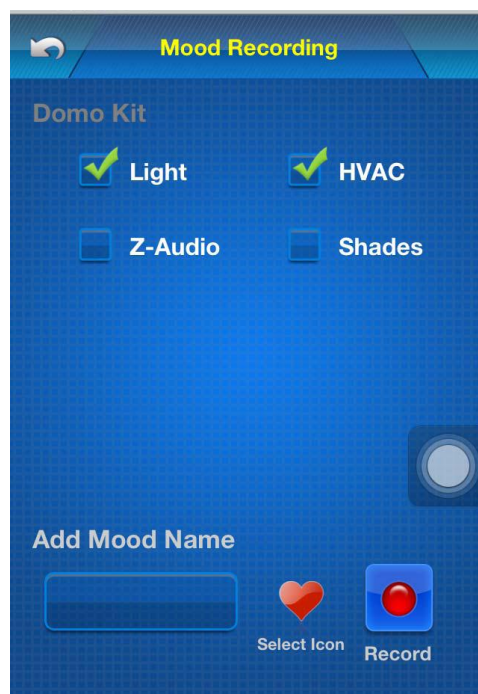 Mood Recording
Domo Kit
Light HVAC
Z-Audio Shades
Add Mood Name
Select Icon
Record